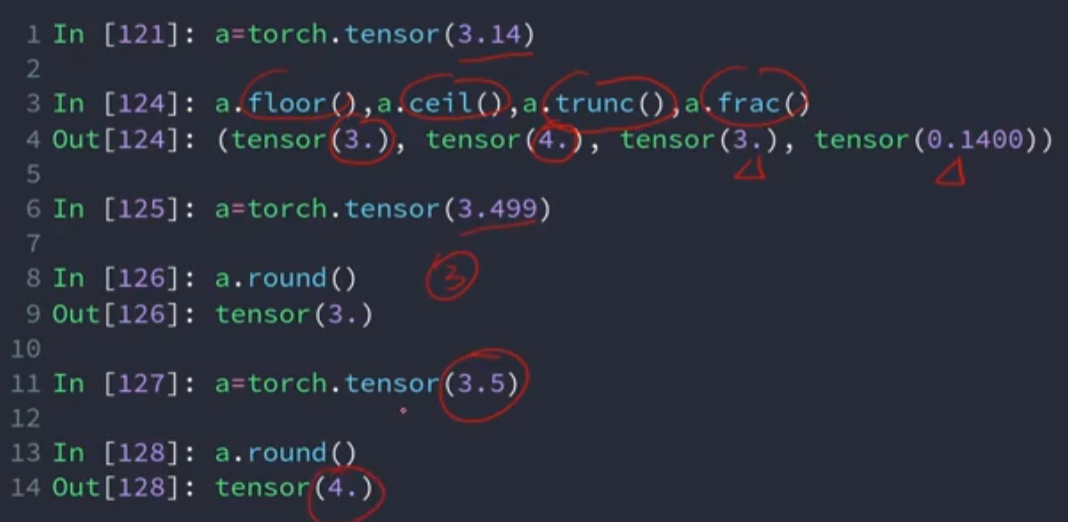 1 In [121]: a=torch.tensor(3.14)
2
3 In [124]: a.floor(),a.ceil(),a.trunc(),a.frac()
4 Out[124]: (tensor(3.), tensor(4.), tensor(3.), tensor(0.1400))
5
6 In [125]: a=torch.tensor(3.499)
7
8 In [126]: a.round() 3
9 Out[126]: tensor(3.)
10
11 In [127]: a=torch.tensor(3.5)
12
13 In [128]: a.round()
14 Out[128]: tensor(4.)